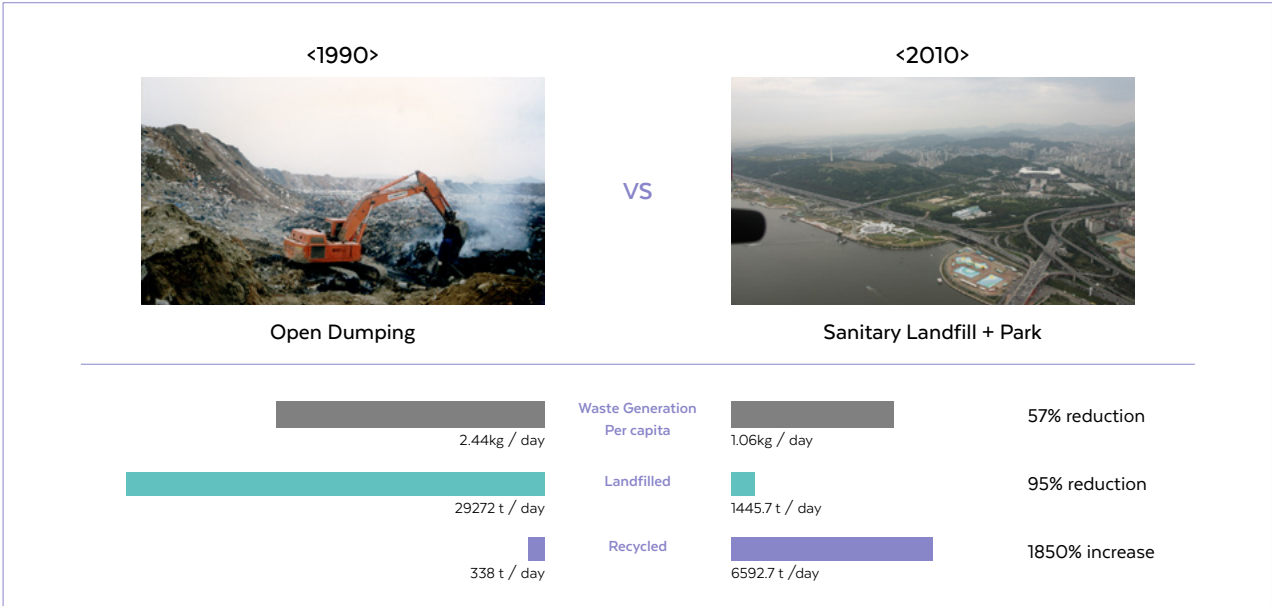 <1990>
<2010>
VS
Open Dumping
Sanitary Landfill + Park
Waste Generation
Per capita
2.44kg / day
1.06kg / day
57% reduction
Landfilled
29272 t / day
1445.7 t / day
95% reduction
Recycled
338 t / day
6592.7 t /day
1850% increase